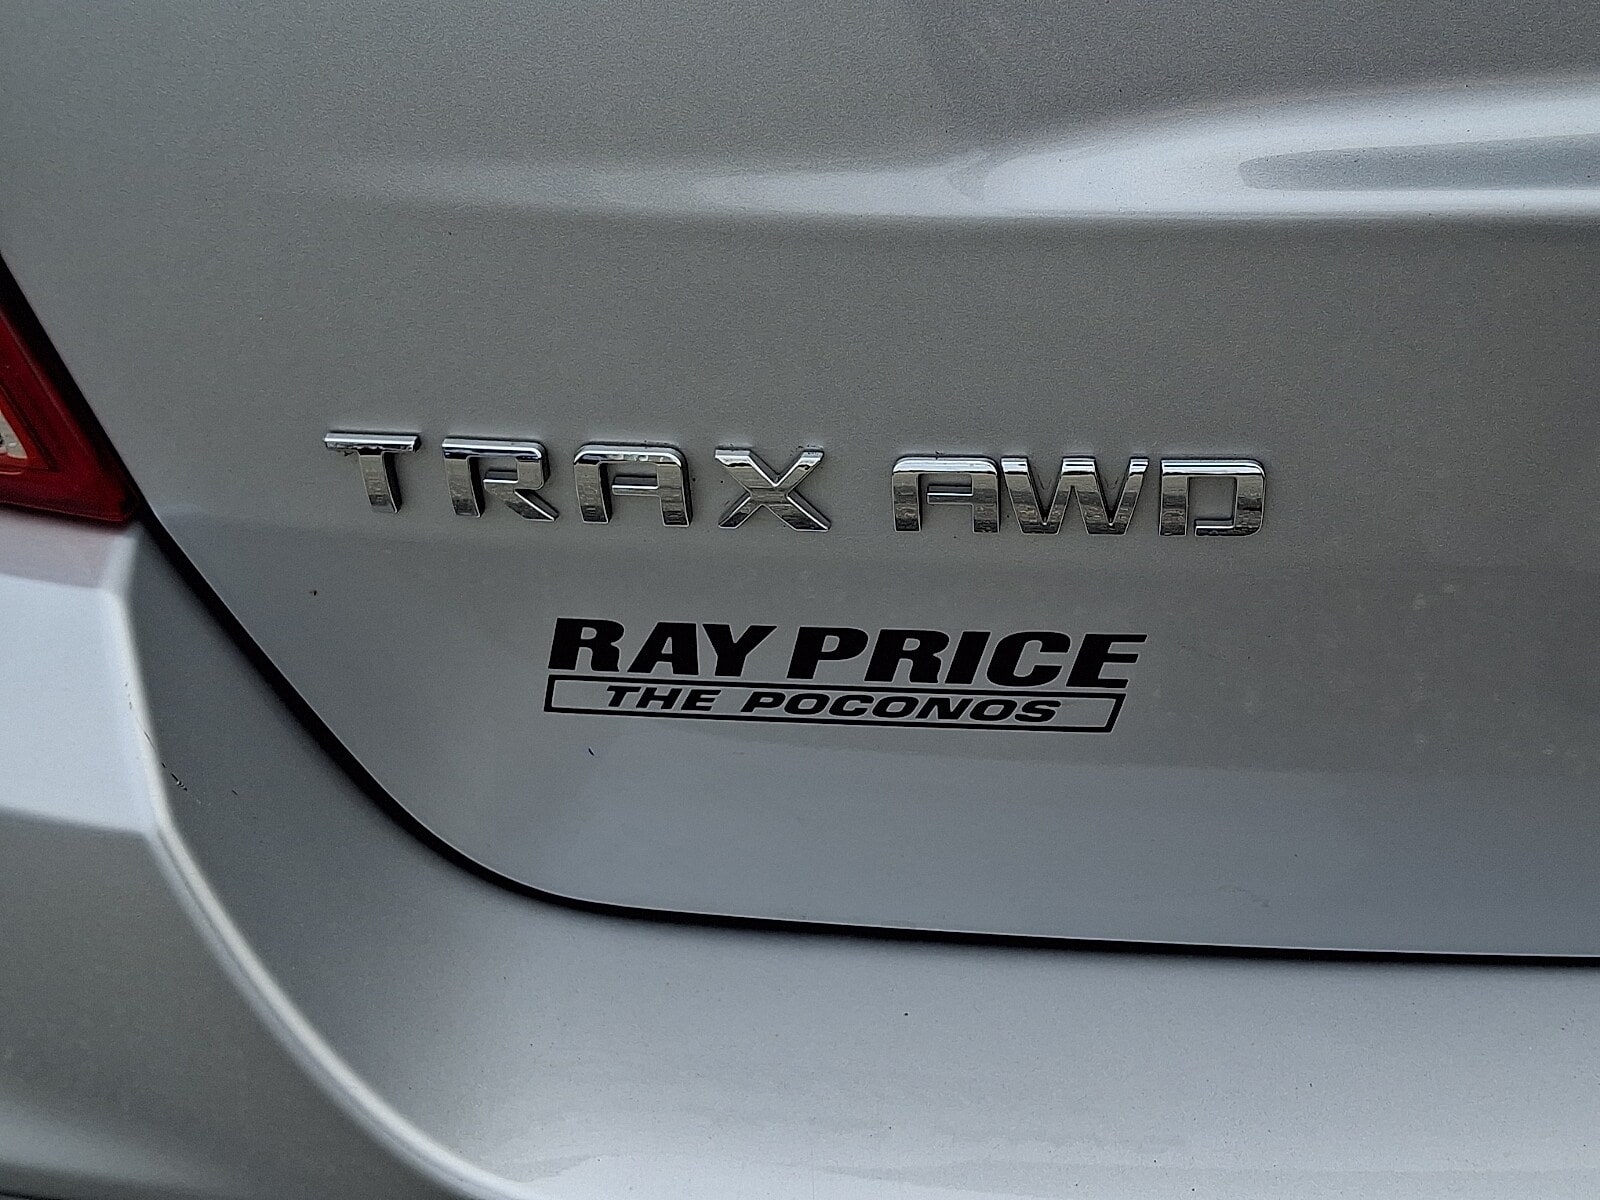 TRAX AWD
RAY PRICE
THE POCONOS